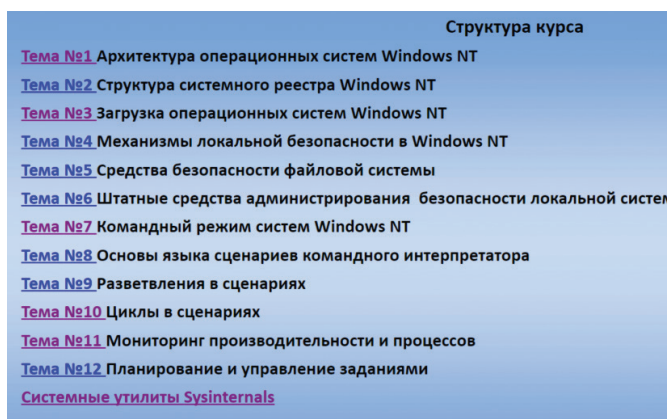 Структура курса
Тема №1 Архитектура операционных систем Windows NT
Тема №2 Структура системного реестра Windows NT
Тема №3 Загрузка операционных систем Windows NT
Тема №4 Механизмы локальной безопасности в Windows NT
Тема №5 Средства безопасности файловой системы
Тема №6 Штатные средства администрирования безопасности локальной систем
Тема №7 Командный режим систем Windows NT
Тема №8 Основы языка сценариев командного интерпретатора
Тема №9 Разветвления в сценариях
Тема №10 Циклы в сценариях
Тема №11 Мониторинг производительности и процессов
Тема №12 Планирование и управление заданиями
Системные утилиты Sysinternals